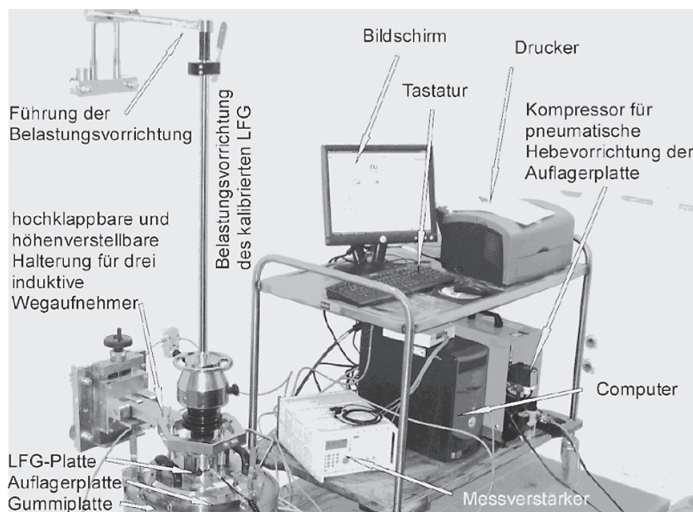 Bildschirm
Drucker
Tastatur
Kompressor für
pneumatische
Hebevorrichtung der
Auflagerplatte
Führung der
Belastungsvorrichtung
Belastungsvorrichtung
des kalibrierten LFG
hochklappbare und
höhenverstellbare
Halterung für drei
induktive
Wegaufnehmer
Computer
LFG-Platte
Auflagerplatte
Gummiplatte
Messverstärker